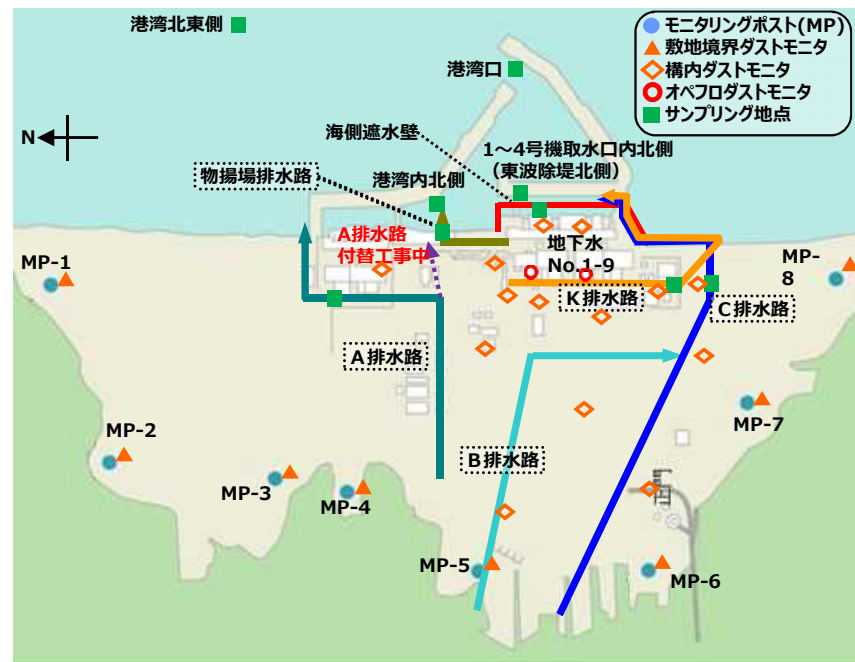 港湾北東側
モニタリングポスト(MP)
敷地境界ダストモニタ
構内ダストモニタ
オペフロダストモニタ
サンプリング地点
港湾口
N
海側遮水壁
1～4号機取水口内北側
（東波除堤北側）
物揚場排水路
港湾内北側
A排水路
付替工事中
地下水
No.1-9
MP-1
MP-
8
K排水路
C排水路
A排水路
MP-7
MP-2
B排水路
MP-3
MP-4
正門
MP-5
MP-6